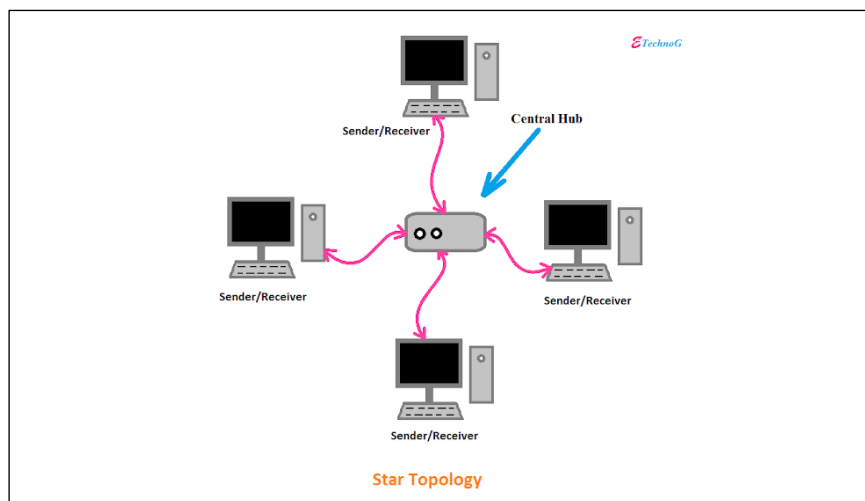 ETechnoG
Sender/Receiver
Central Hub
Sender/Receiver
Sender/Receiver
Sender/Receiver
Star Topology